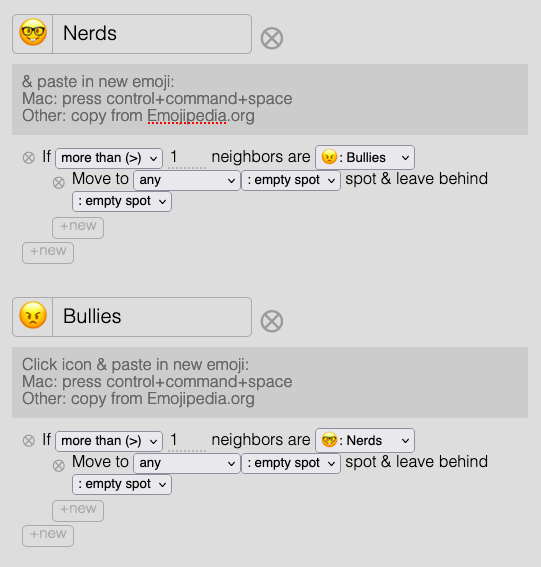 Nerds
& paste in new emoji:
Mac: press control+command+space
Other: copy from Emojipedia.org
If more than (>) 1 neighbors are 😠: Bullies
Move to any : empty spot spot & leave behind
: empty spot
+new
+new
Bullies
Click icon & paste in new emoji:
Mac: press control+command+space
Other: copy from Emojipedia.org
If more than (>) 1 neighbors are 🤓: Nerds
Move to any : empty spot spot & leave behind
: empty spot
+new
+new